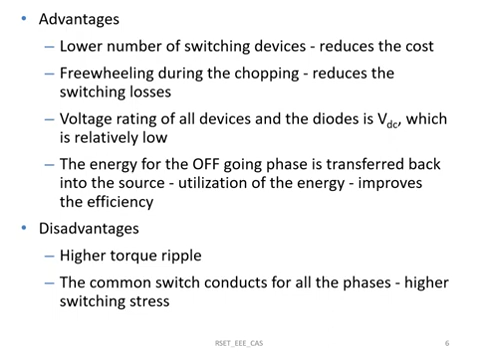 • Advantages
– Lower number of switching devices - reduces the cost
– Freewheeling during the chopping - reduces the
switching losses
– Voltage rating of all devices and the diodes is Vdc, which
is relatively low
– The energy for the OFF going phase is transferred back
into the source - utilization of the energy - improves
the efficiency
• Disadvantages
– Higher torque ripple
– The common switch conducts for all the phases - higher
switching stress
RSET_EEE_CAS
6